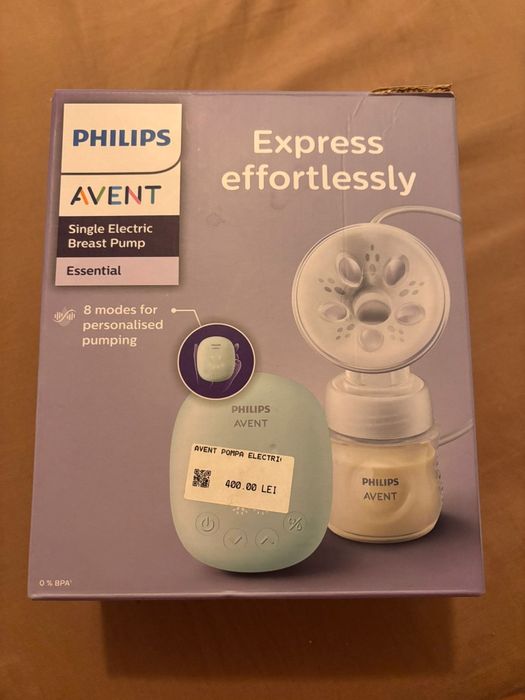 PHILIPS
AVENT
Single Electric
Breast Pump
Essential
Express
effortlessly
8 modes for
personalised
pumping
PHILIPS
AVENT
AVENT POMPA ELECTRI
400.00 LEI
PHILIPS
AVENT
0 % BPA¹